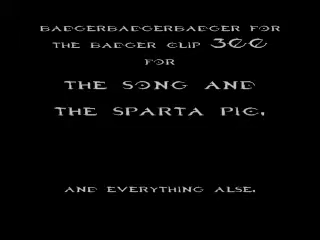 BADGERBADGERBADGER FOR
THE BADGER CLIP 300
FOR
THE SONG AND
THE SPARTA PIC.
AND EVERYTHING ALSE.